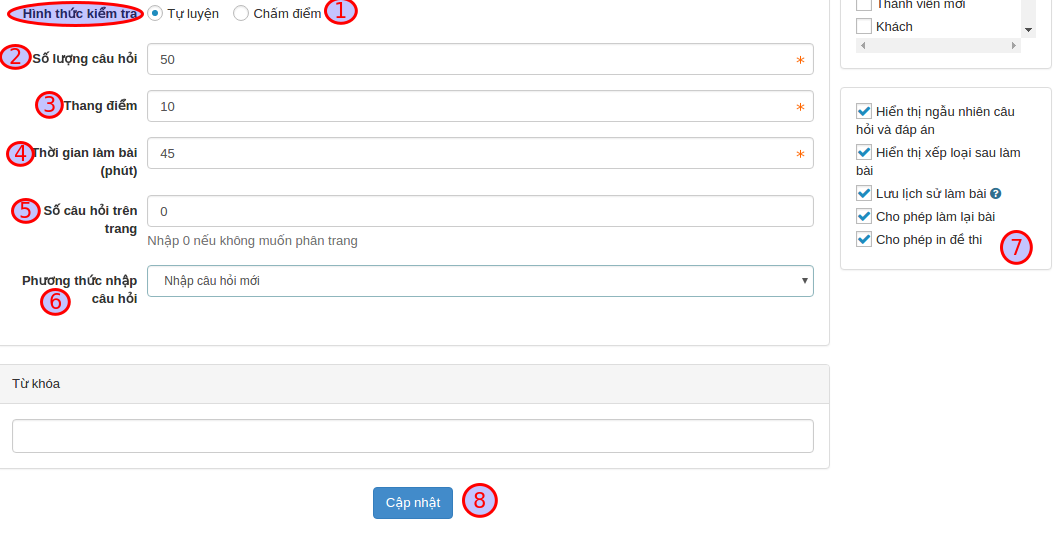 Hình thức kiểm tra Tự luyện Chấm điểm 1
2 Số lượng câu hỏi 50 *
3 Thang điểm 10 *
4 Thời gian làm bài (phút) 45 *
5 Số câu hỏi trên trang 0
Nhập 0 nếu không muốn phân trang
Phương thức nhập câu hỏi Nhập câu hỏi mới
6
Từ khóa
Cập nhật 8
Thành viên mới
Khách
Hiển thị ngẫu nhiên câu
hỏi và đáp án
Hiển thị xếp loại sau làm
bài
Lưu lịch sử làm bài ?
Cho phép làm lại bài
Cho phép in đề thi
7